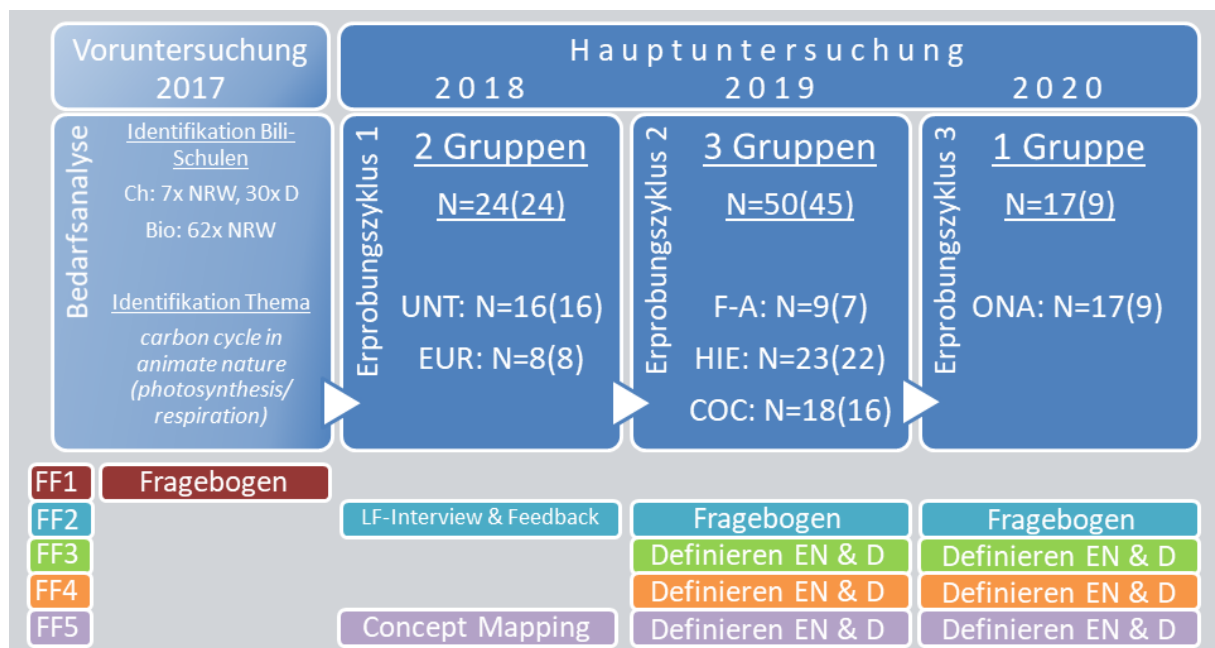 Voruntersuchung
2017
Hauptuntersuchung
2018
2019
2020
Bedarfsanalyse
Identifikation Bili-
Schulen
Ch: 7x NRW, 30x D
Bio: 62x NRW
Identifikation Thema
carbon cycle in
animate nature
(photosynthesis/
respiration)
Erprobungszyklus 1
2 Gruppen
N=24(24)
UNT: N=16(16)
EUR: N=8(8)
Erprobungszyklus 2
3 Gruppen
N=50(45)
F-A: N=9(7)
HIE: N=23(22)
COC: N=18(16)
Erprobungszyklus 3
1 Gruppe
N=17(9)
ONA: N=17(9)
FF1 Fragebogen
FF2 LF-Interview & Feedback Fragebogen Fragebogen
FF3 Definieren EN & D Definieren EN & D
FF4 Definieren EN & D Definieren EN & D
FF5 Concept Mapping Definieren EN & D Definieren EN & D